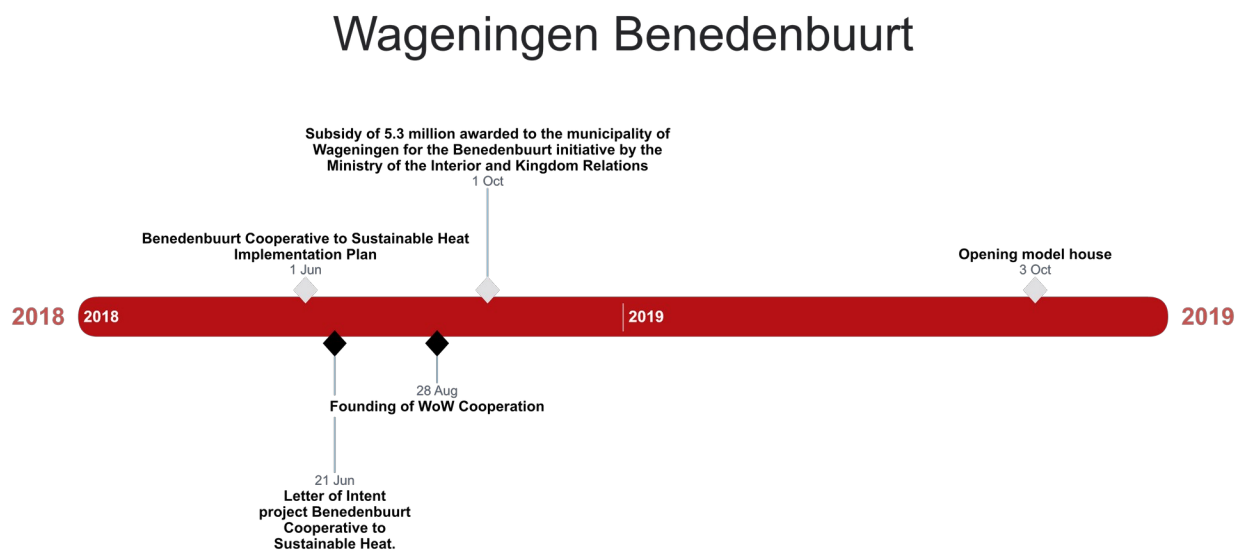 Wageningen Benedenbuurt
Subsidy of 5.3 million awarded to the municipality of
Wageningen for the Benedenbuurt initiative by the
Ministry of the Interior and Kingdom Relations
1 Oct
Benedenbuurt Cooperative to Sustainable Heat
Implementation Plan
1 Jun
Opening model house
3 Oct
2018
2018
2019
2019
28 Aug
Founding of WoW Cooperation
21 Jun
Letter of Intent
project Benedenbuurt
Cooperative to
Sustainable Heat.